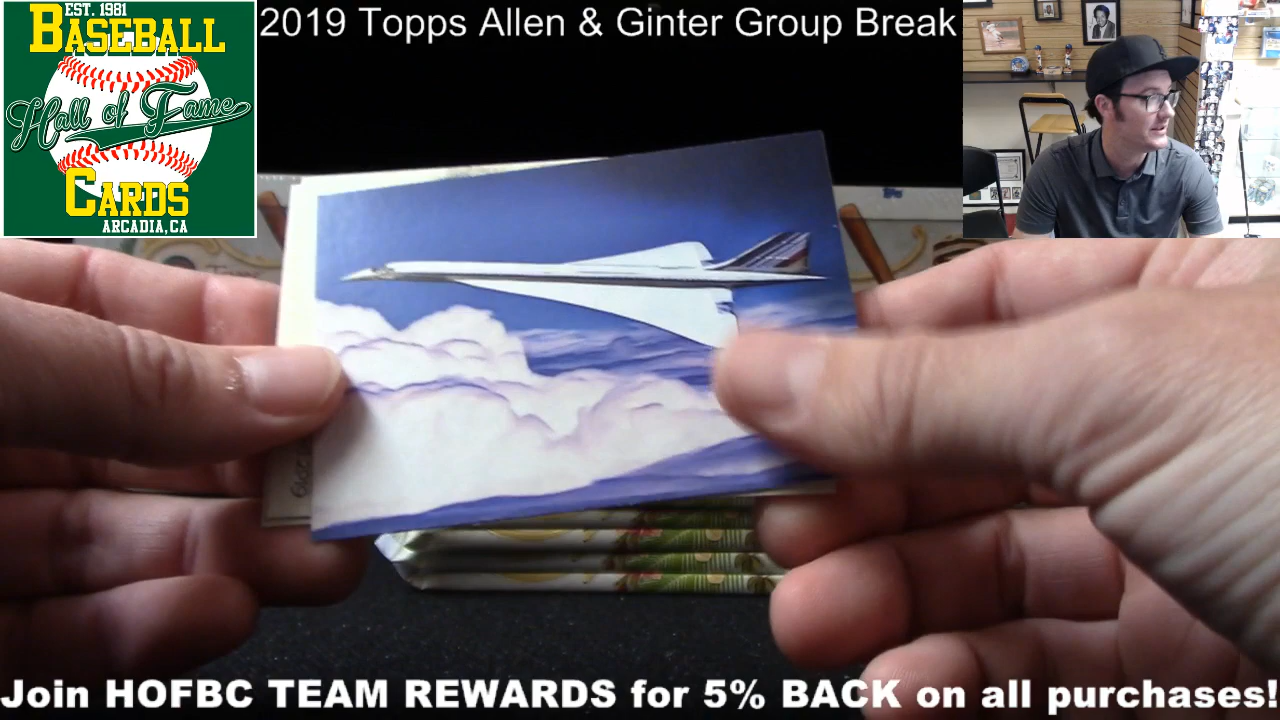 EST. 1981
BASEBALL
Hall of Fame
CARDS
ARCADIA, CA
2019 Topps Allen & Ginter Group Break
Join HOFBC TEAM REWARDS for 5% BACK on all purchases!